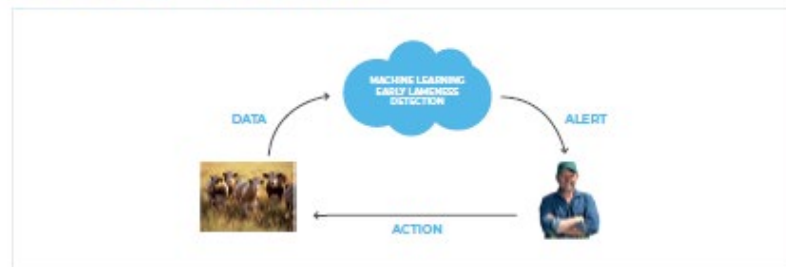 MACHINE LEARNING
EARLY LAMENESS
DETECTION
DATA
ALERT
ACTION